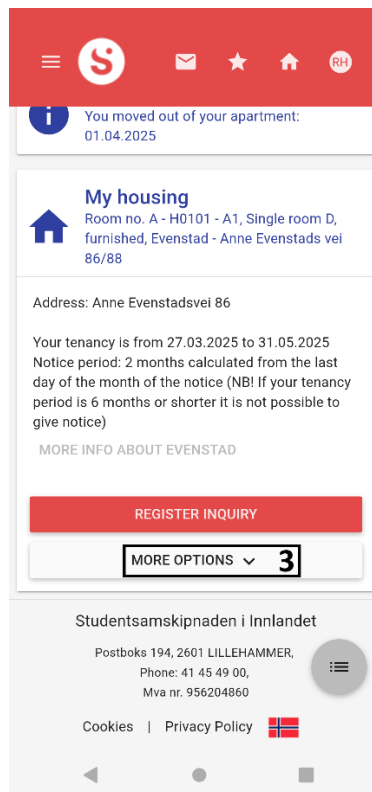 RH
You moved out of your apartment:
01.04.2025
My housing
Room no. A - H0101 - A1, Single room D,
furnished, Evenstad - Anne Evenstads vei
86/88
Address: Anne Evenstadsvei 86
Your tenancy is from 27.03.2025 to 31.05.2025
Notice period: 2 months calculated from the last
day of the month of the notice (NB! If your tenancy
period is 6 months or shorter it is not possible to
give notice)
MORE INFO ABOUT EVENSTAD
REGISTER INQUIRY
MORE OPTIONS 3
Studentsamskipnaden i Innlandet
Postboks 194, 2601 LILLEHAMMER,
Phone: 41 45 49 00,
Mva nr. 956204860
Cookies | Privacy Policy